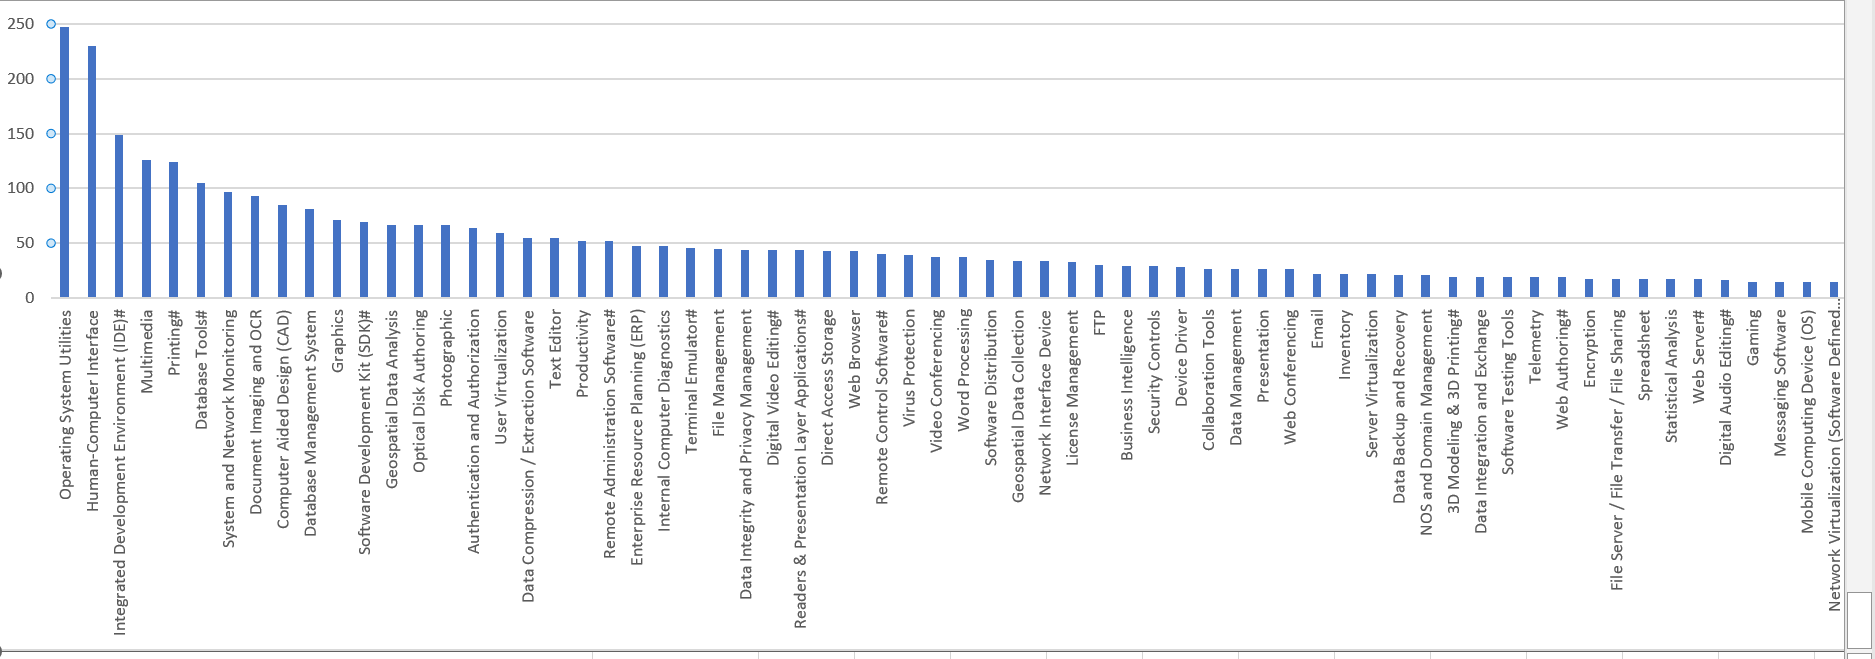 250
200
150
100
50
0
Operating System Utilities
Human-Computer Interface
Integrated Development Environment (IDE)#
Multimedia
Printing#
Database Tools#
System and Network Monitoring
Document Imaging and OCR
Computer Aided Design (CAD)
Database Management System
Graphics
Software Development Kit (SDK)#
Geospatial Data Analysis
Optical Disk Authoring
Photographic
Authentication and Authorization
User Virtualization
Data Compression / Extraction Software
Text Editor
Productivity
Remote Administration Software#
Enterprise Resource Planning (ERP)
Internal Computer Diagnostics
Terminal Emulator#
File Management
Data Integrity and Privacy Management
Digital Video Editing#
Readers & Presentation Layer Applications#
Direct Access Storage
Web Browser
Remote Control Software#
Virus Protection
Video Conferencing
Word Processing
Software Distribution
Geospatial Data Collection
Network Interface Device
License Management
FTP
Business Intelligence
Security Controls
Device Driver
Collaboration Tools
Data Management
Presentation
Web Conferencing
Email
Inventory
Server Virtualization
Data Backup and Recovery
NOS and Domain Management
3D Modeling & 3D Printing#
Data Integration and Exchange
Software Testing Tools
Telemetry
Web Authoring#
Encryption
File Server / File Transfer / File Sharing
Spreadsheet
Statistical Analysis
Web Server#
Digital Audio Editing#
Gaming
Messaging Software
Mobile Computing Device (OS)
Network Virtualization (Software Defined...